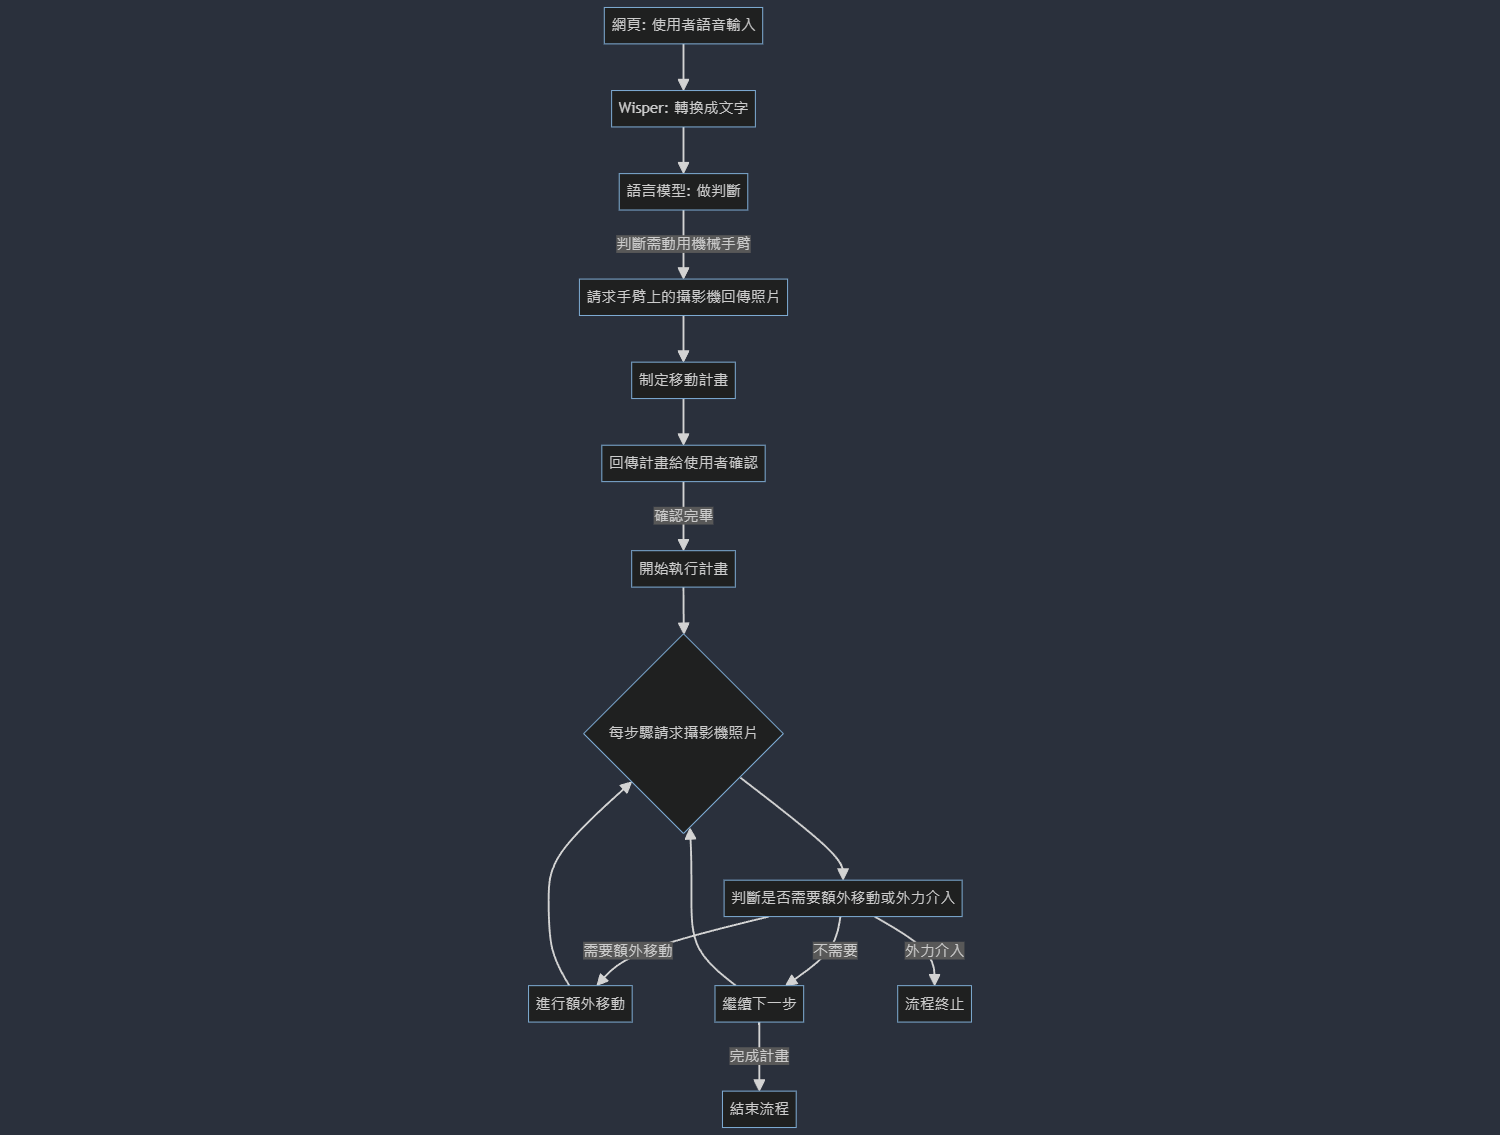 網頁: 使用者語音輸入
Wisper: 轉換成文字
語言模型: 做判斷
判斷需動用機械手臂
請求手臂上的攝影機回傳照片
制定移動計畫
回傳計畫給使用者確認
確認完畢
開始執行計畫
每步驟請求攝影機照片
判斷是否需要額外移動或外力介入
需要額外移動
不需要
外力介入
進行額外移動
繼續下一步
流程終止
完成計畫
結束流程